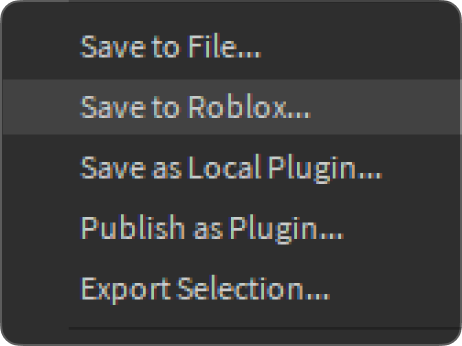 Save to File...
Save to Roblox...
Save as Local Plugin...
Publish as Plugin...
Export Selection...